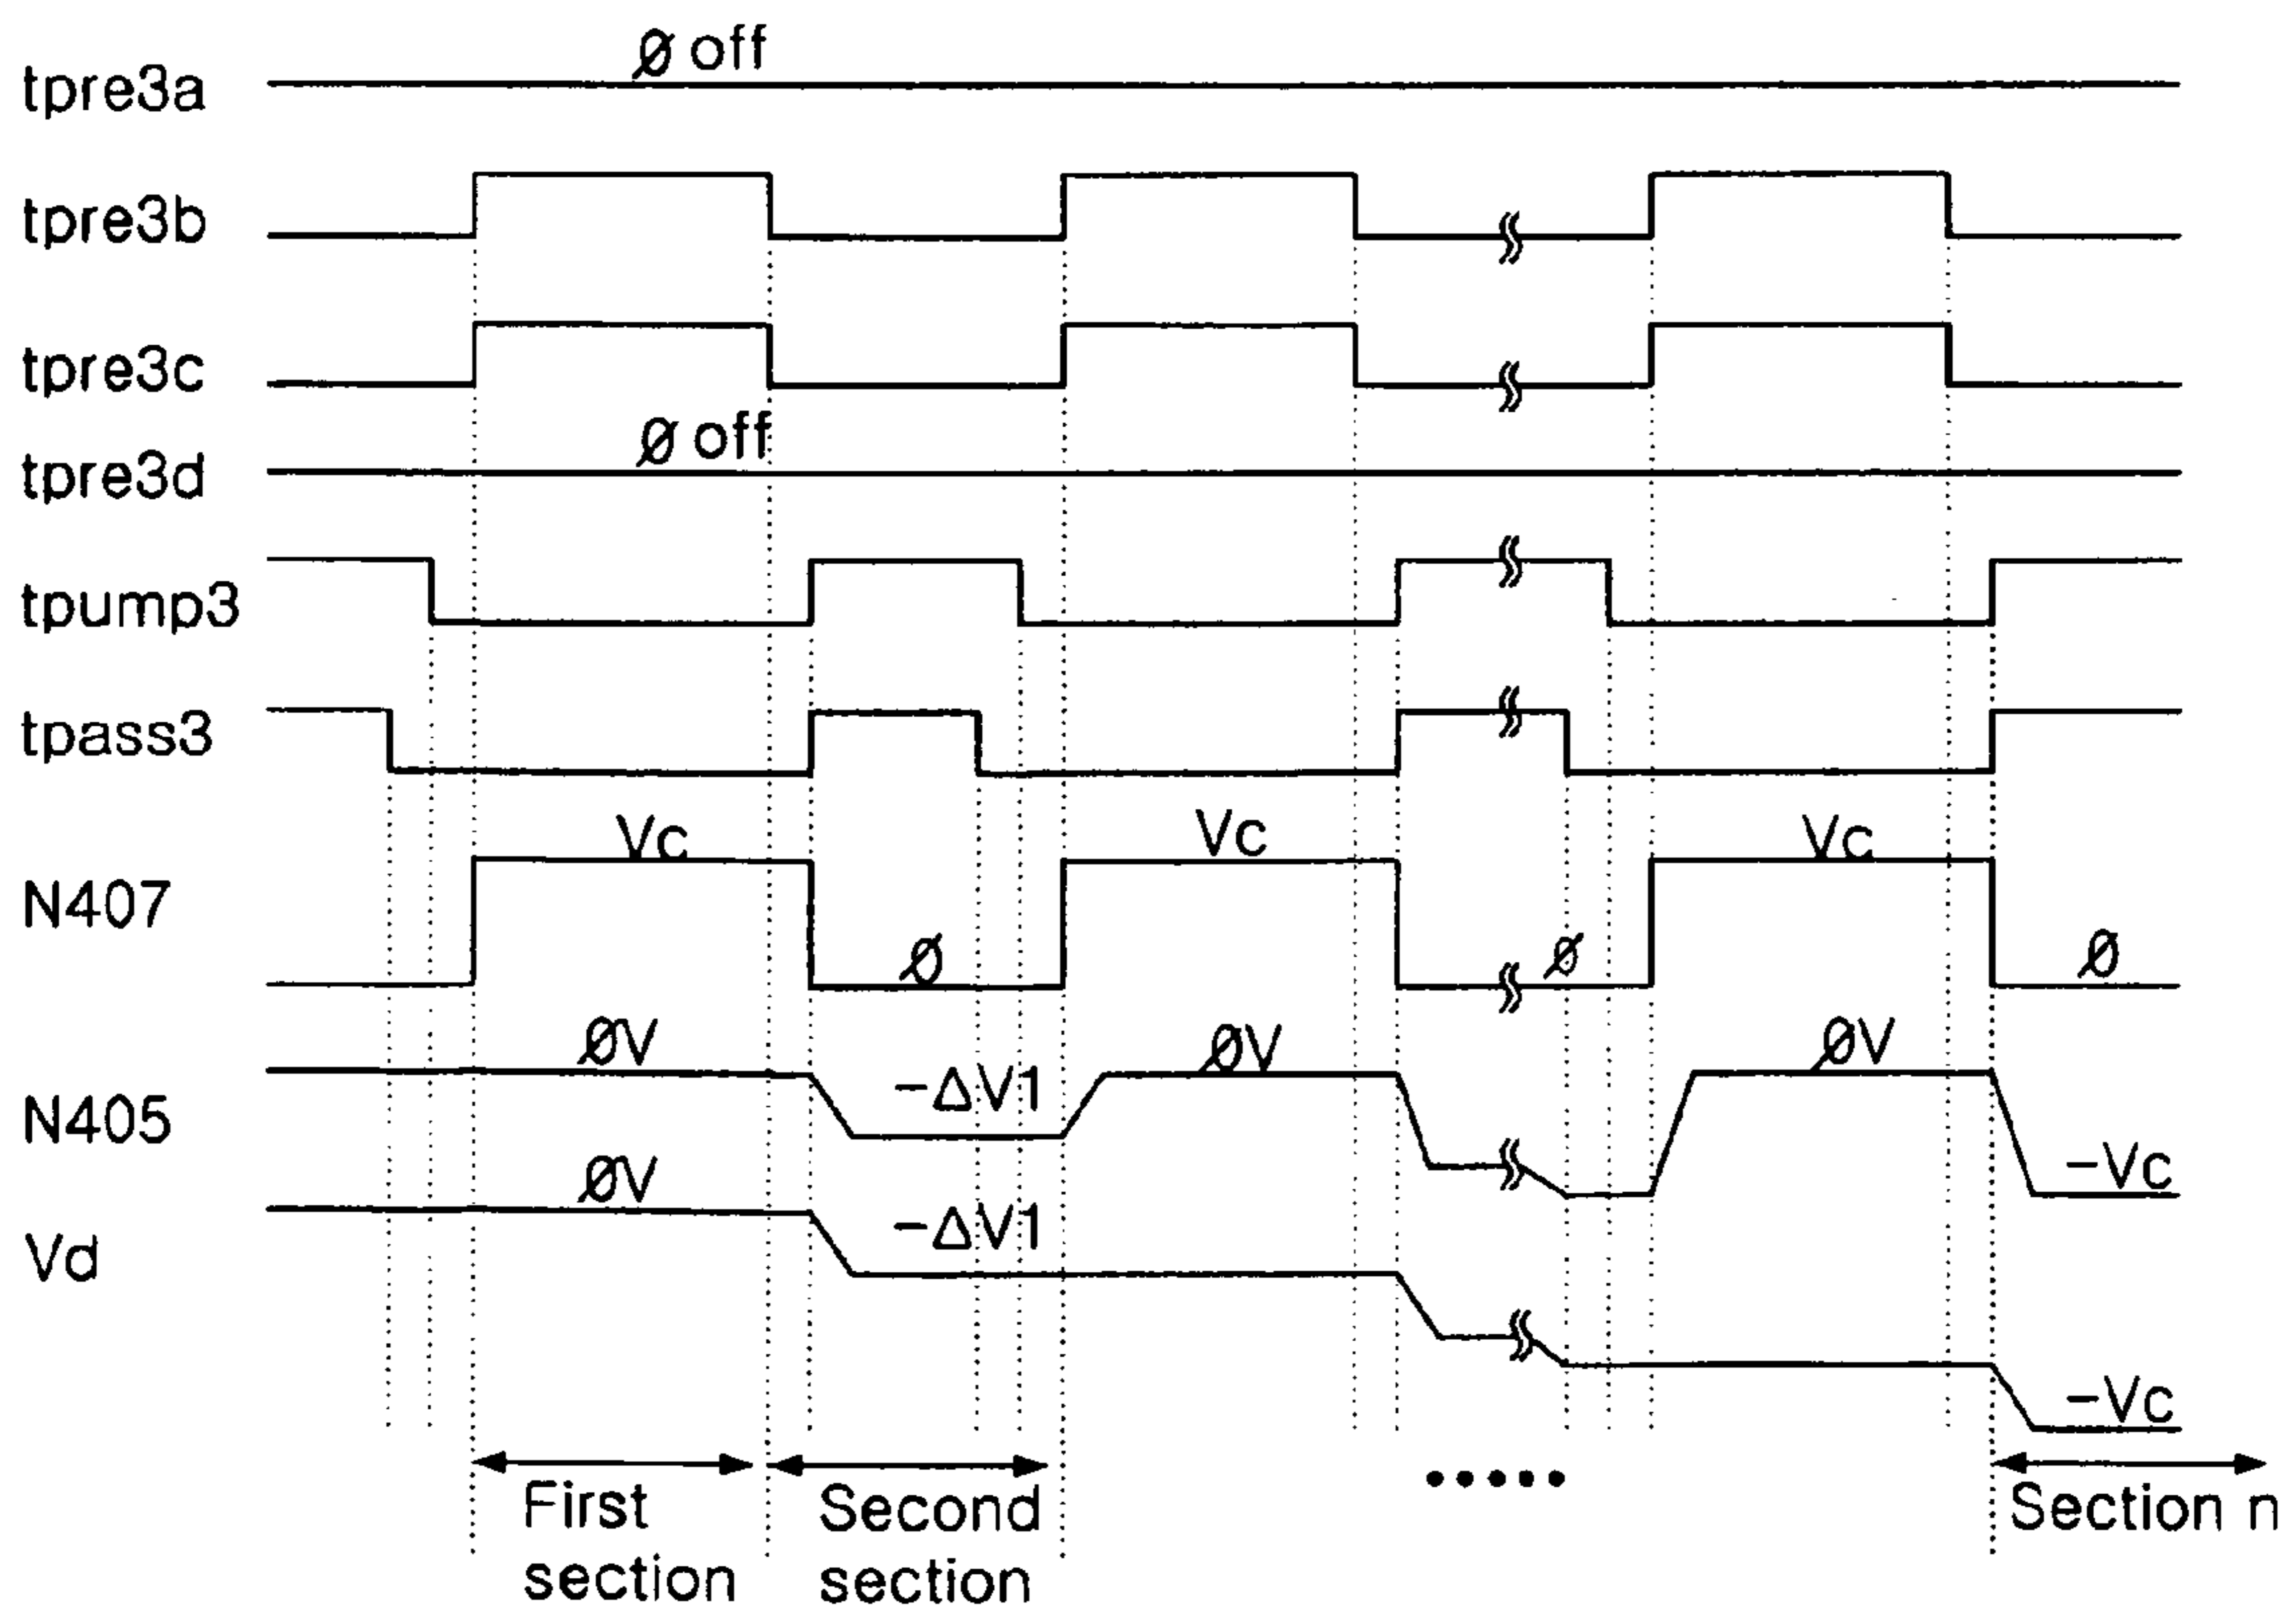 Ø off
tpre3a
tpre3b
tpre3c
Ø off
tpre3d
tpump3
tpass3
Vc Vc Vc
N407
Ø Ø Ø
ØV ØV ØV
-ΔV1
N405
-Vc
ØV
-ΔV1
Vd
-Vc
First section
Second section
.....
Section n